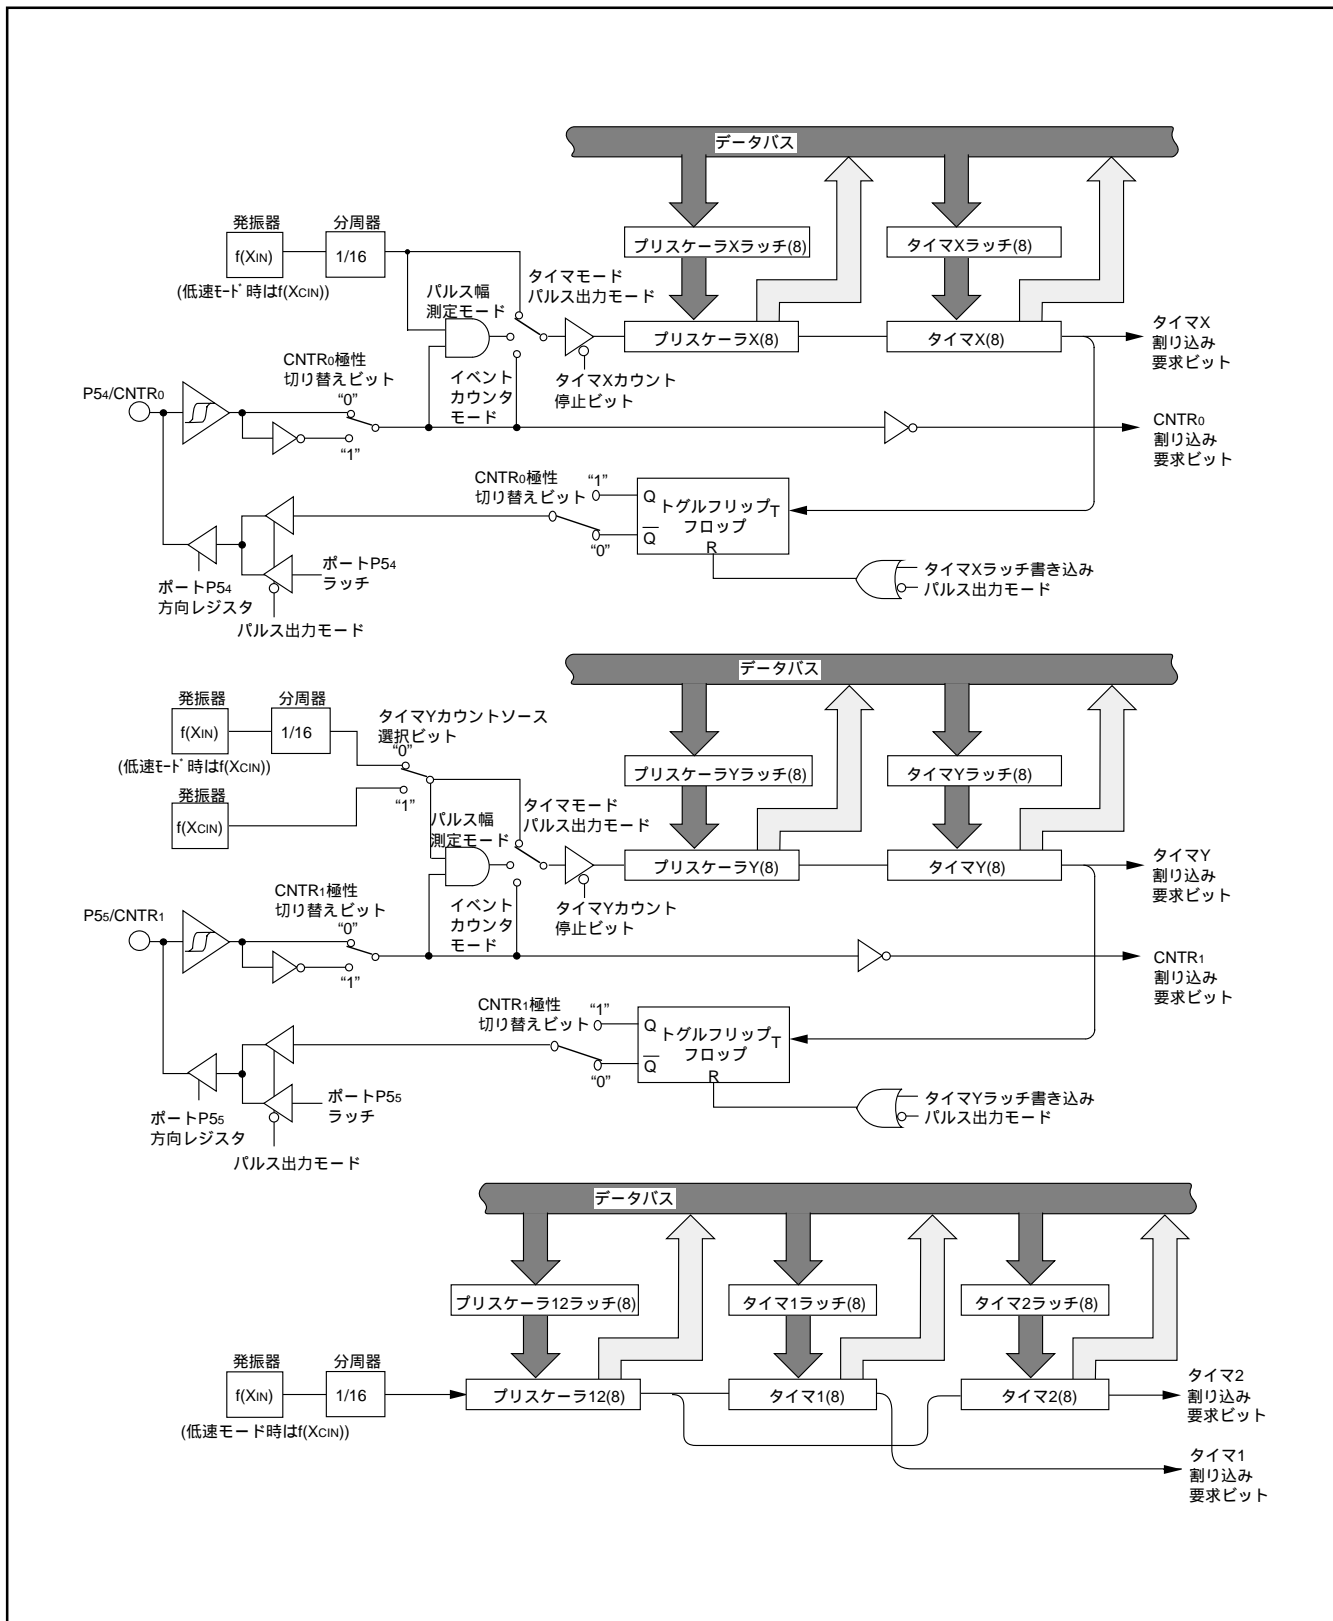 データバス
発振器
分周器
f(XIN)
1/16
(低速モード時はf(XCIN))
プリスケーラXラッチ(8)
タイマXラッチ(8)
タイマモード
パルス出力モード
パルス幅
測定モード
プリスケーラX(8)
タイマX(8)
タイマX
割り込み
要求ビット
CNTR0極性
切り替えビット
“0”
“1”
P54/CNTR0
イベント
カウンタ
モード
タイマXカウント
停止ビット
CNTR0
割り込み
要求ビット
CNTR0極性
切り替えビット
“1”
“0”
Q
Q
トグルフリップ
フロップ
T
R
ポートP54
ラッチ
ポートP54
方向レジスタ
パルス出力モード
タイマXラッチ書き込み
パルス出力モード
データバス
発振器
分周器
f(XIN)
1/16
(低速モード時はf(XCIN))
発振器
f(XCIN)
タイマYカウントソース
選択ビット
“0”
“1”
プリスケーラYラッチ(8)
タイマYラッチ(8)
タイマモード
パルス出力モード
パルス幅
測定モード
プリスケーラY(8)
タイマY(8)
タイマY
割り込み
要求ビット
CNTR1極性
切り替えビット
“0”
“1”
P55/CNTR1
イベント
カウンタ
モード
タイマYカウント
停止ビット
CNTR1
割り込み
要求ビット
CNTR1極性
切り替えビット
“1”
“0”
Q
Q
トグルフリップ
フロップ
T
R
ポートP55
ラッチ
ポートP55
方向レジスタ
パルス出力モード
タイマYラッチ書き込み
パルス出力モード
データバス
プリスケーラ12ラッチ(8)
タイマ1ラッチ(8)
タイマ2ラッチ(8)
発振器
分周器
f(XIN)
1/16
(低速モード時はf(XCIN))
プリスケーラ12(8)
タイマ1(8)
タイマ2(8)
タイマ2
割り込み
要求ビット
タイマ1
割り込み
要求ビット